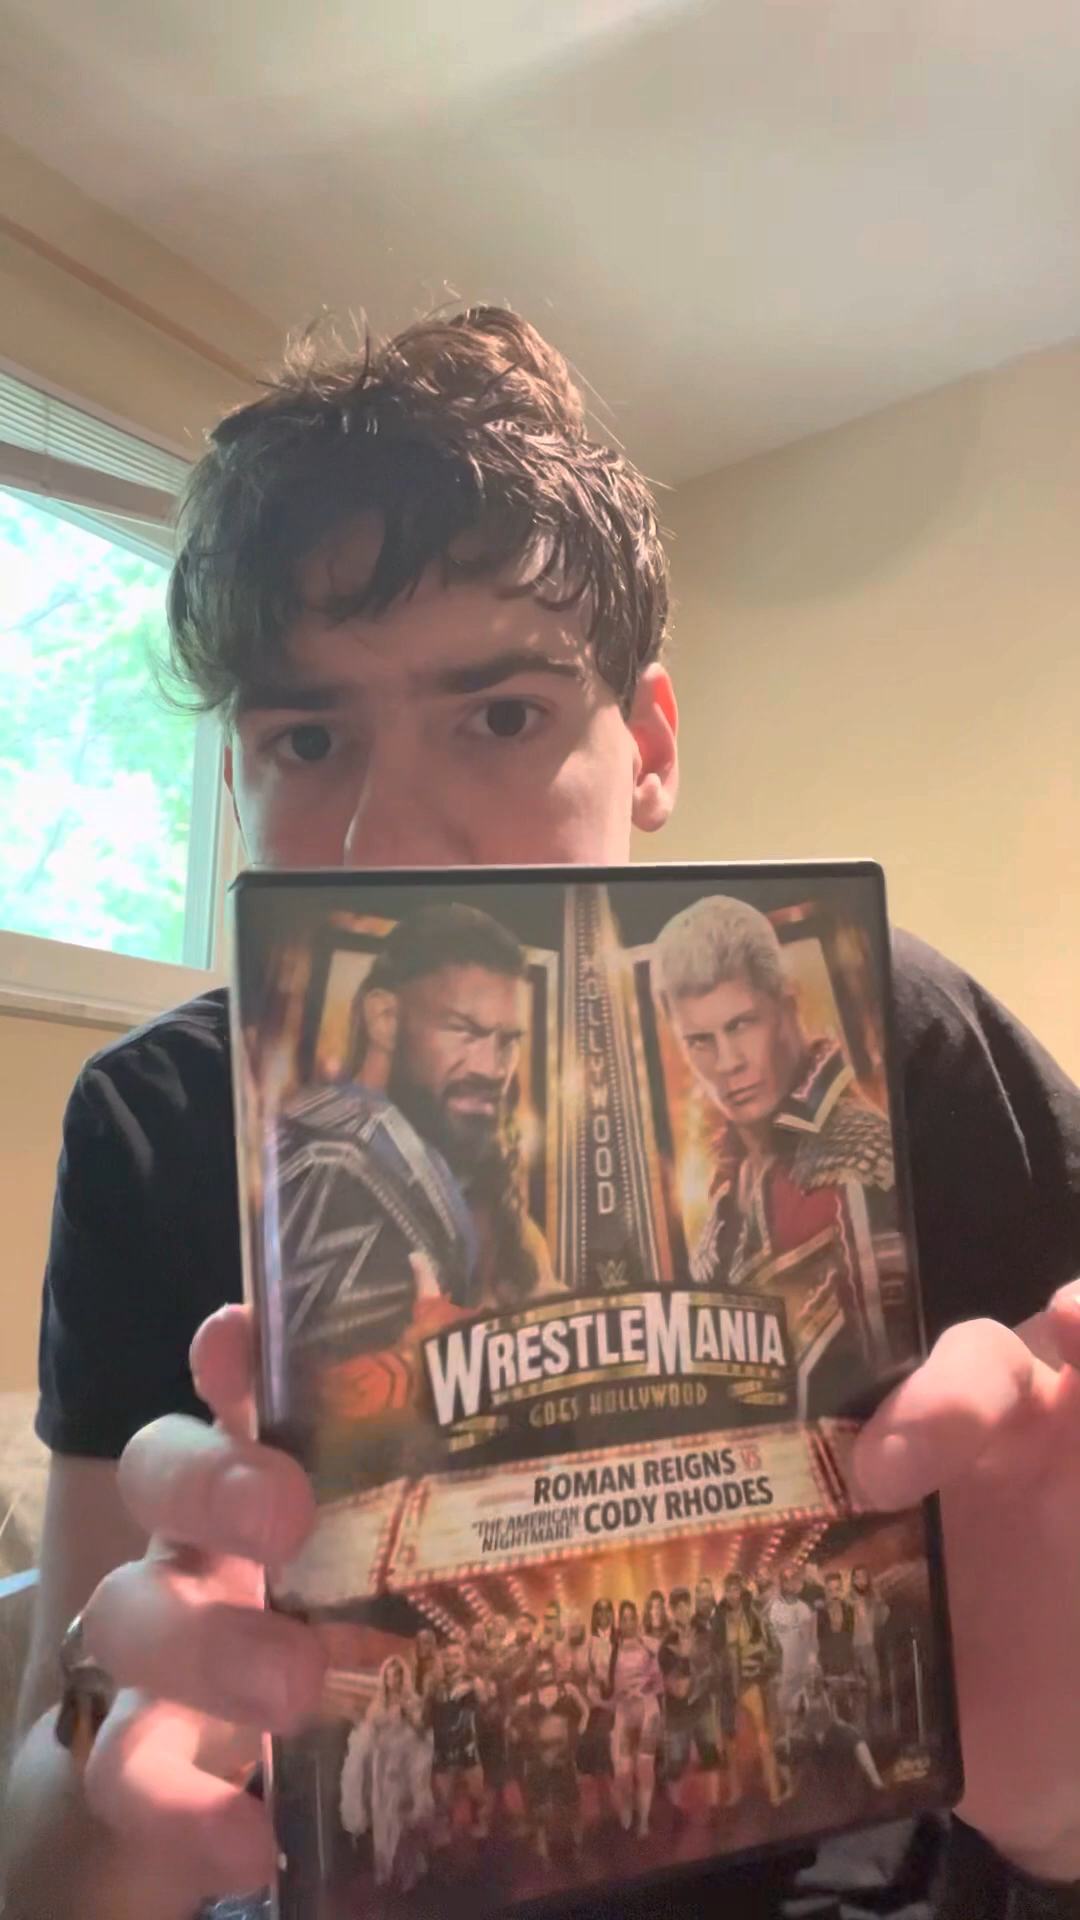 HOLLYWOOD
W
WRESTLEMANIA
GOES HOLLYWOOD
ROMAN REIGNS VS
"THE AMERICAN
NIGHTMARE" CODY RHODES